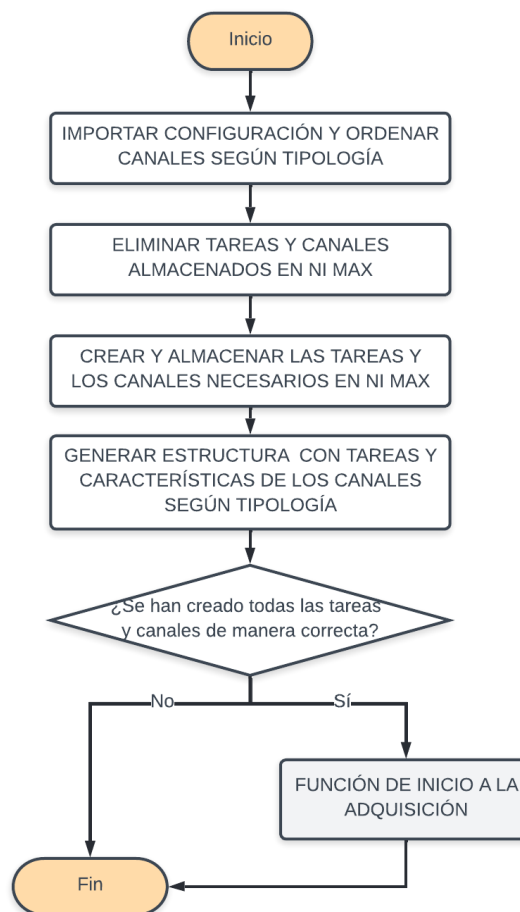 Inicio
IMPORTAR CONFIGURACIÓN Y ORDENAR
CANALES SEGÚN TIPOLOGÍA
ELIMINAR TAREAS Y CANALES
ALMACENADOS EN NI MAX
CREAR Y ALMACENAR LAS TAREAS Y
LOS CANALES NECESARIOS EN NI MAX
GENERAR ESTRUCTURA CON TAREAS Y
CARACTERÍSTICAS DE LOS CANALES
SEGÚN TIPOLOGÍA
¿Se han creado todas las tareas
y canales de manera correcta?
No
Sí
FUNCIÓN DE INICIO A LA
ADQUISICIÓN
Fin